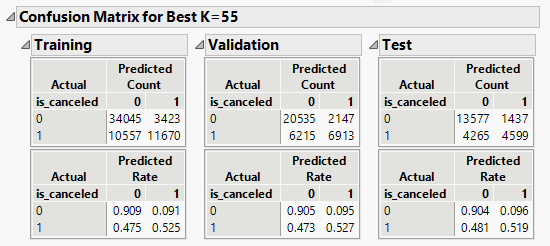 Confusion Matrix for Best K=55
Training
Predicted
Actual Count
is_canceled 0 1
0 34045 3423
1 10557 11670
Predicted
Actual Rate
is_canceled 0 1
0 0.909 0.091
1 0.475 0.525
Validation
Predicted
Actual Count
is_canceled 0 1
0 20535 2147
1 6215 6913
Predicted
Actual Rate
is_canceled 0 1
0 0.905 0.095
1 0.473 0.527
Test
Predicted
Actual Count
is_canceled 0 1
0 13577 1437
1 4265 4599
Predicted
Actual Rate
is_canceled 0 1
0 0.904 0.096
1 0.481 0.519